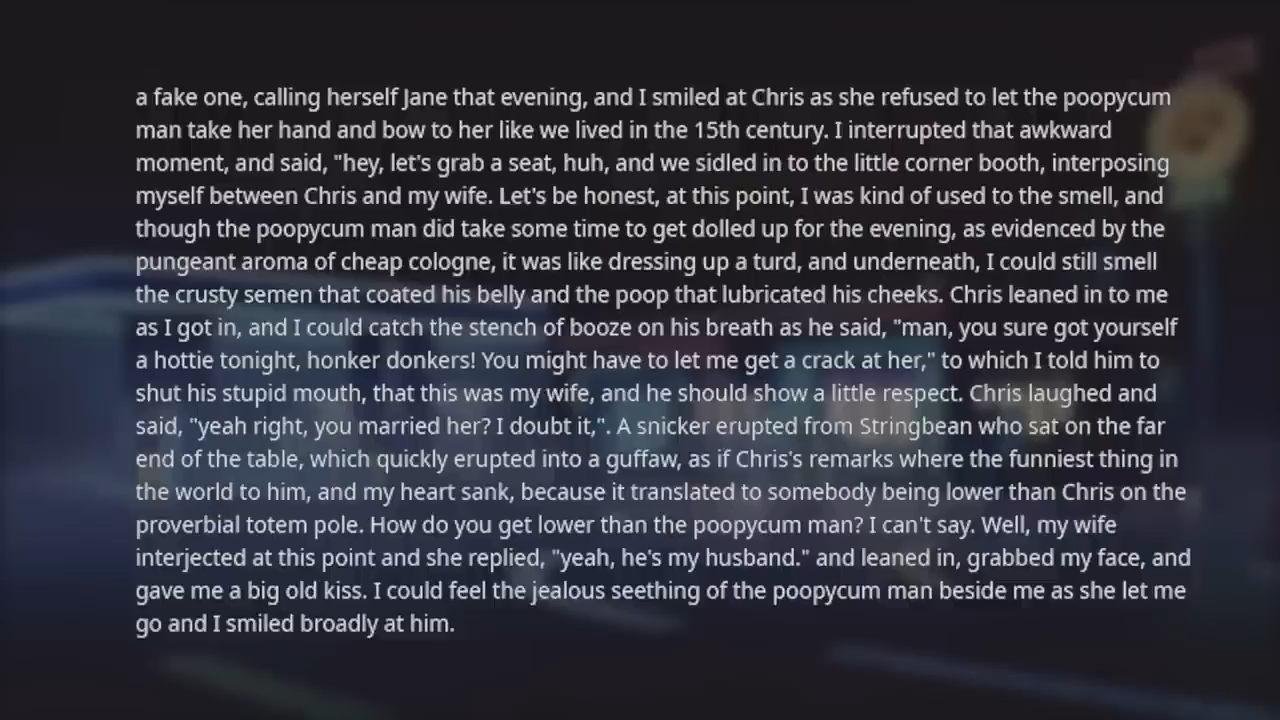 a fake one, calling herself Jane that evening, and I smiled at Chris as she refused to let the poopycum
man take her hand and bow to her like we lived in the 15th century. I interrupted that awkward
moment, and said, "hey, let's grab a seat, huh, and we sidled in to the little corner booth, interposing
myself between Chris and my wife. Let's be honest, at this point, I was kind of used to the smell, and
though the poopycum man did take some time to get dolled up for the evening, as evidenced by the
pungeant aroma of cheap cologne, it was like dressing up a turd, and underneath, I could still smell
the crusty semen that coated his belly and the poop that lubricated his cheeks. Chris leaned in to me
as I got in, and I could catch the stench of booze on his breath as he said, "man, you sure got yourself
a hottie tonight, honker donkers! You might have to let me get a crack at her," to which I told him to
shut his stupid mouth, that this was my wife, and he should show a little respect. Chris laughed and
said, "yeah right, you married her? I doubt it,". A snicker erupted from Stringbean who sat on the far
end of the table, which quickly erupted into a guffaw, as if Chris's remarks where the funniest thing in
the world to him, and my heart sank, because it translated to somebody being lower than Chris on the
proverbial totem pole. How do you get lower than the poopycum man? I can't say. Well, my wife
interjected at this point and she replied, "yeah, he's my husband." and leaned in, grabbed my face, and
gave me a big old kiss. I could feel the jealous seething of the poopycum man beside me as she let me
go and I smiled broadly at him.